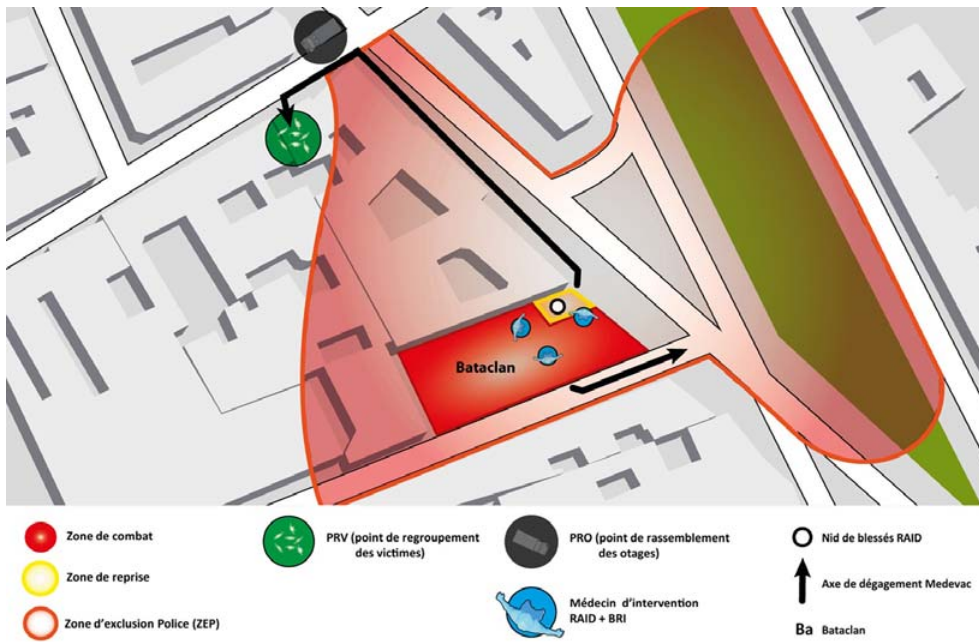 Bataclan
Zone de combat
Zone de reprise
Zone d'exclusion Police (ZEP)
PRV (point de regroupement
des victimes)
PRO (point de rassemblement
des otages)
Médecin d'intervention
RAID + BRI
Nid de blessés RAID
Axe de dégagement Medevac
Ba Bataclan